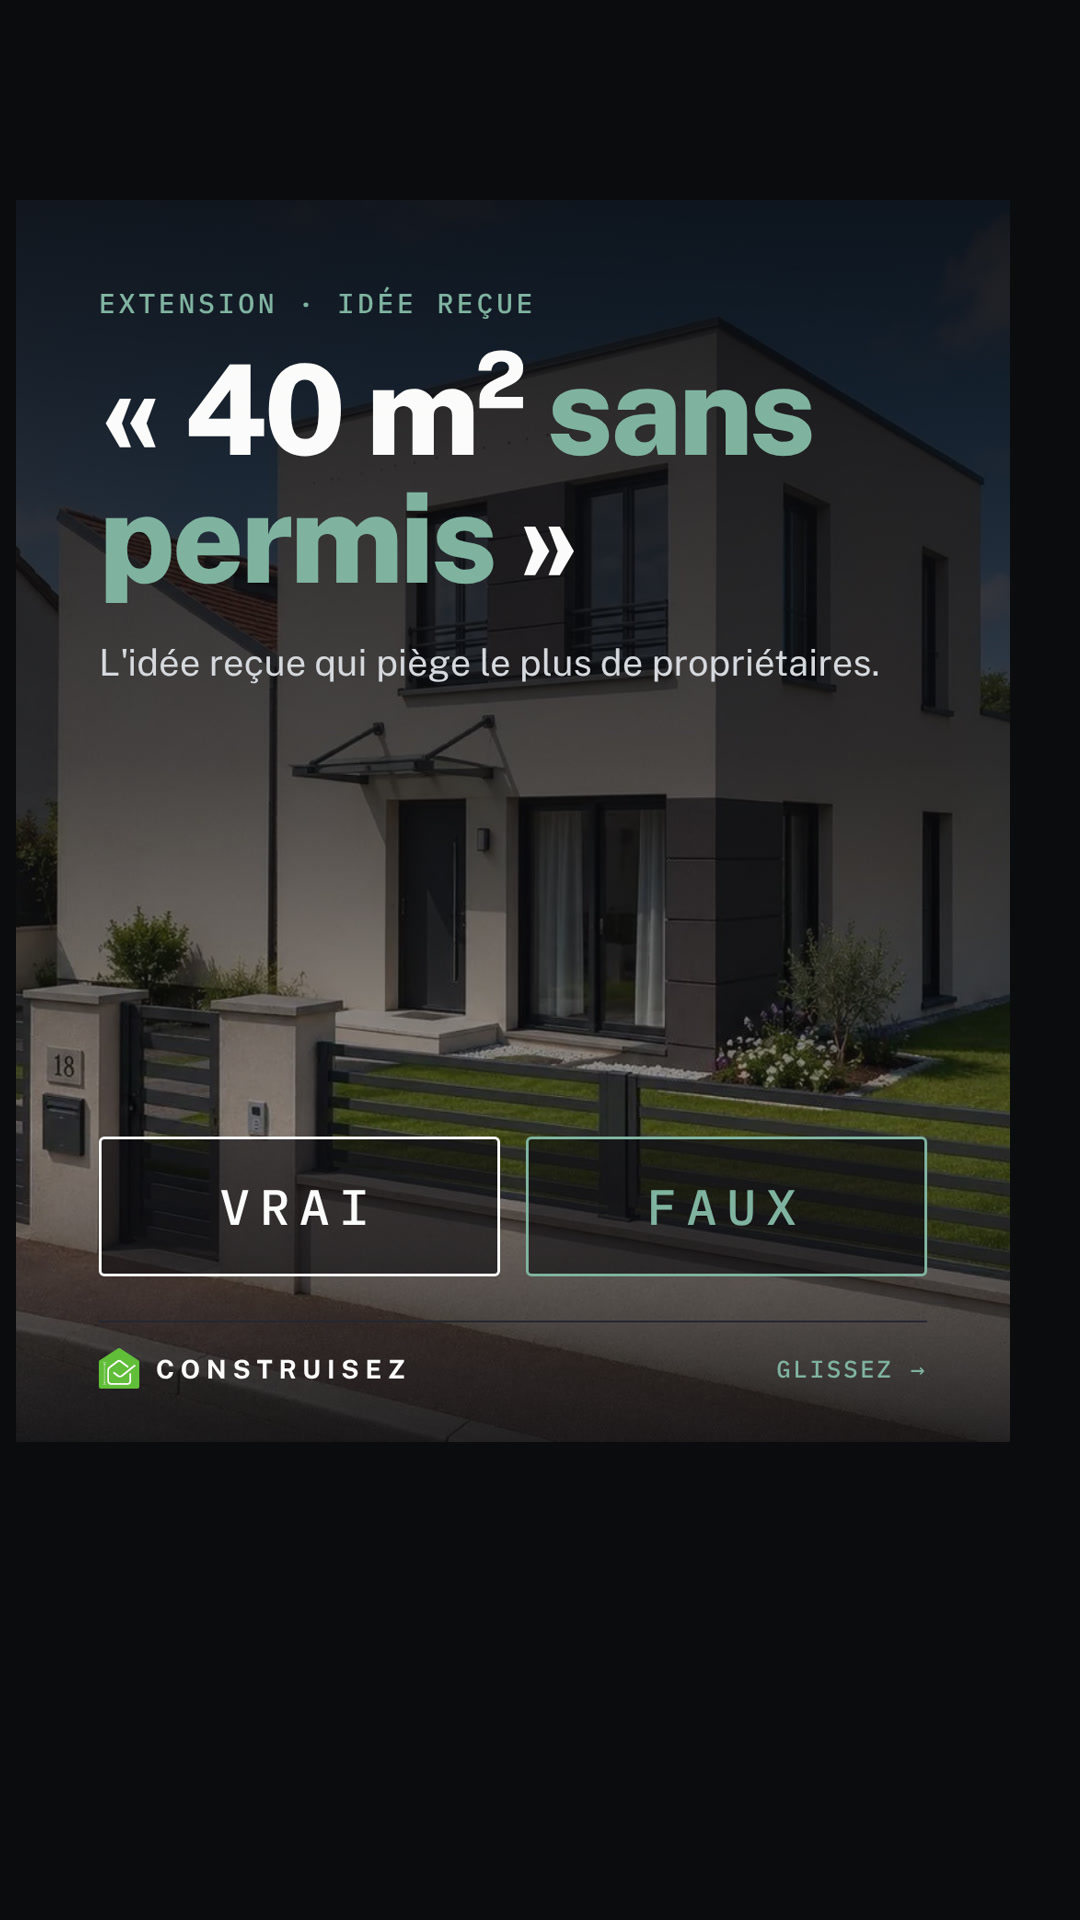 EXTENSION · IDÉE REÇUE
« 40 m² sans
permis »
L'idée reçue qui piège le plus de propriétaires.
18
VRAI
FAUX
CONSTRUISEZ
GLISSEZ →